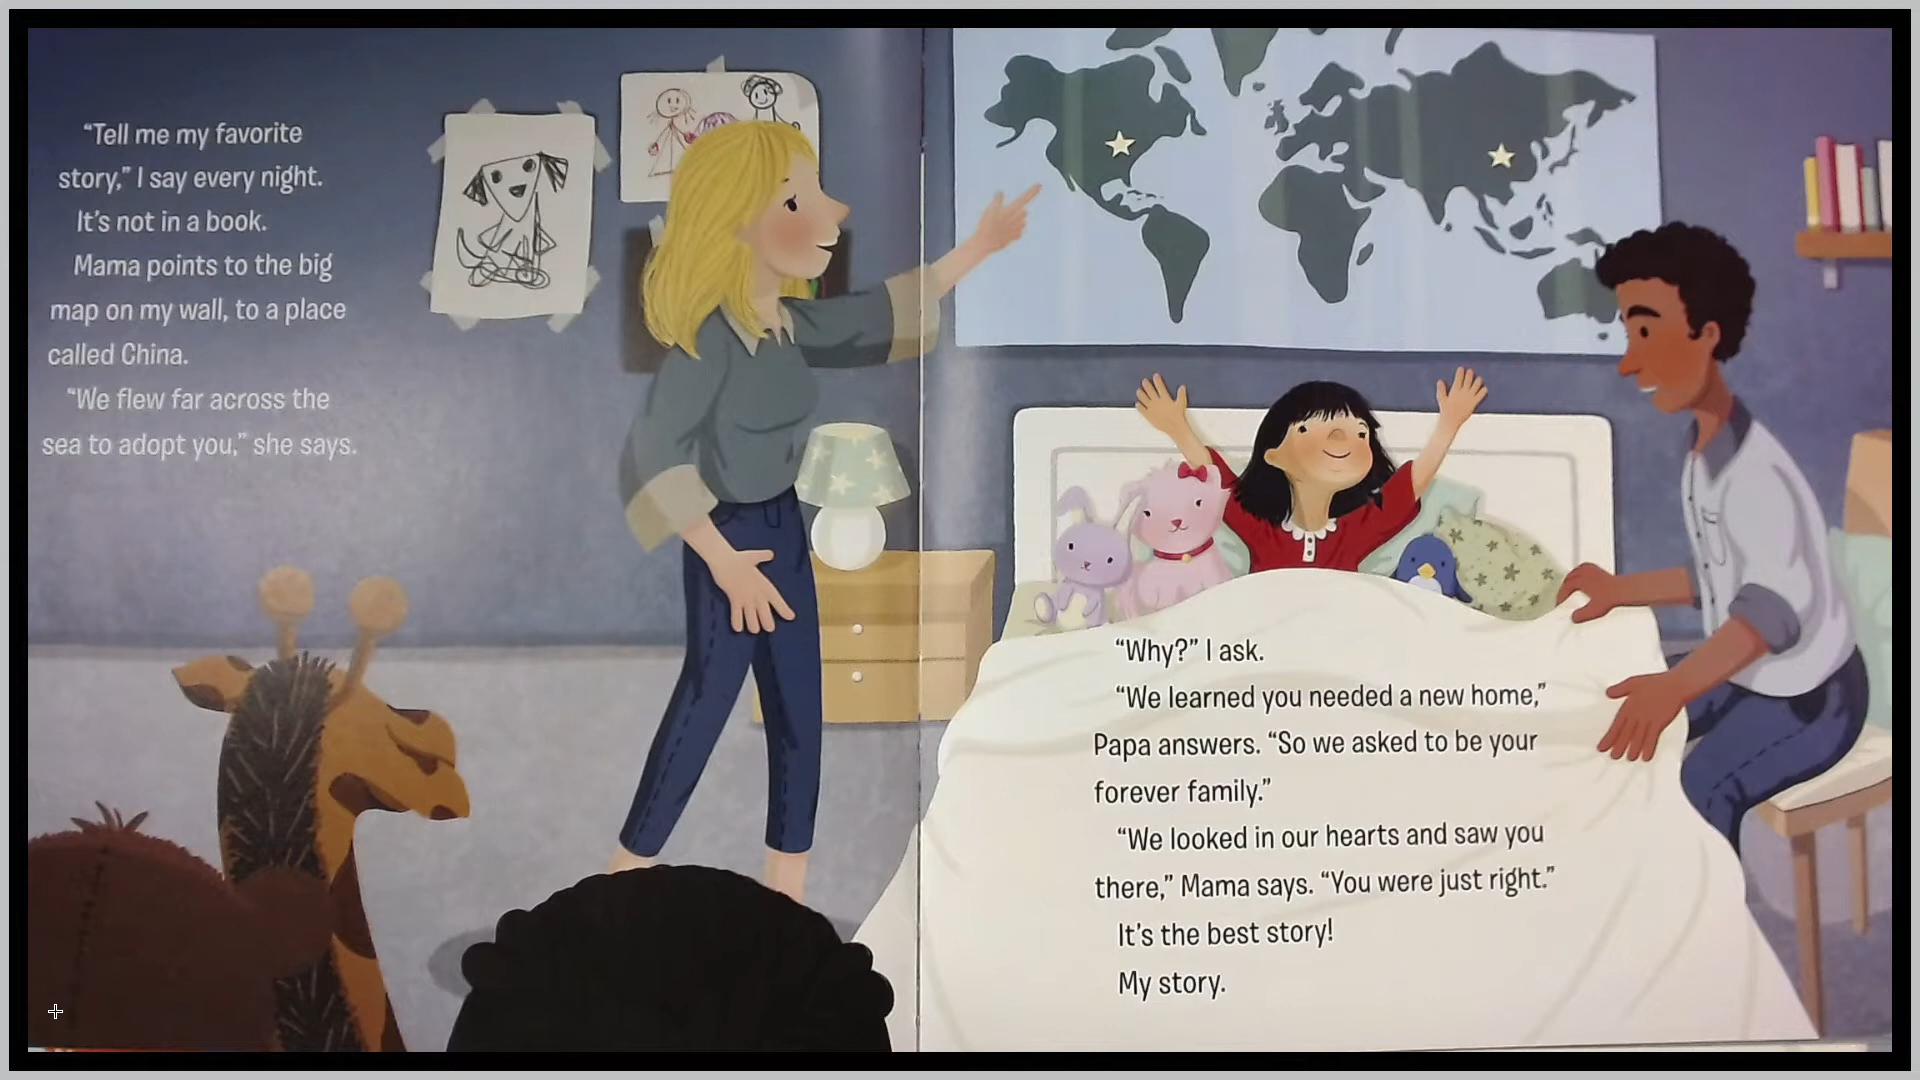 “Tell me my favorite
story,” I say every night.
It’s not in a book.
Mama points to the big
map on my wall, to a place
called China.
“We flew far across the
sea to adopt you,” she says.
“Why?” I ask.
“We learned you needed a new home,”
Papa answers. “So we asked to be your
forever family.”
“We looked in our hearts and saw you
there,” Mama says. “You were just right.”
It’s the best story!
My story.